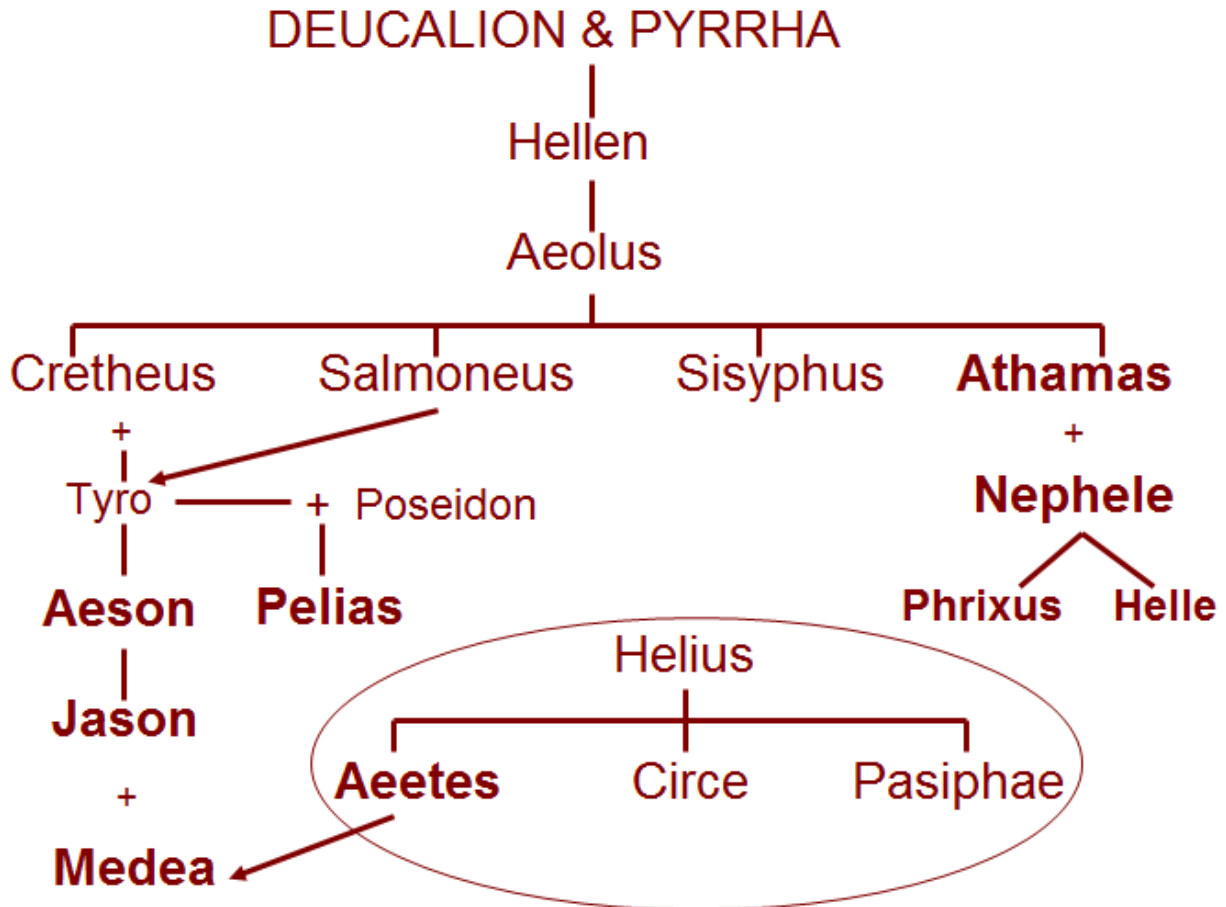 DEUCALION & PYRRHA
Hellen
Aeolus
Cretheus Salmoneus Sisyphus Athamas
+ +
Tyro + Poseidon Nephele
Aeson Pelias Phrixus Helle
Helius
Jason
Aeetes Circe Pasiphae
+
Medea